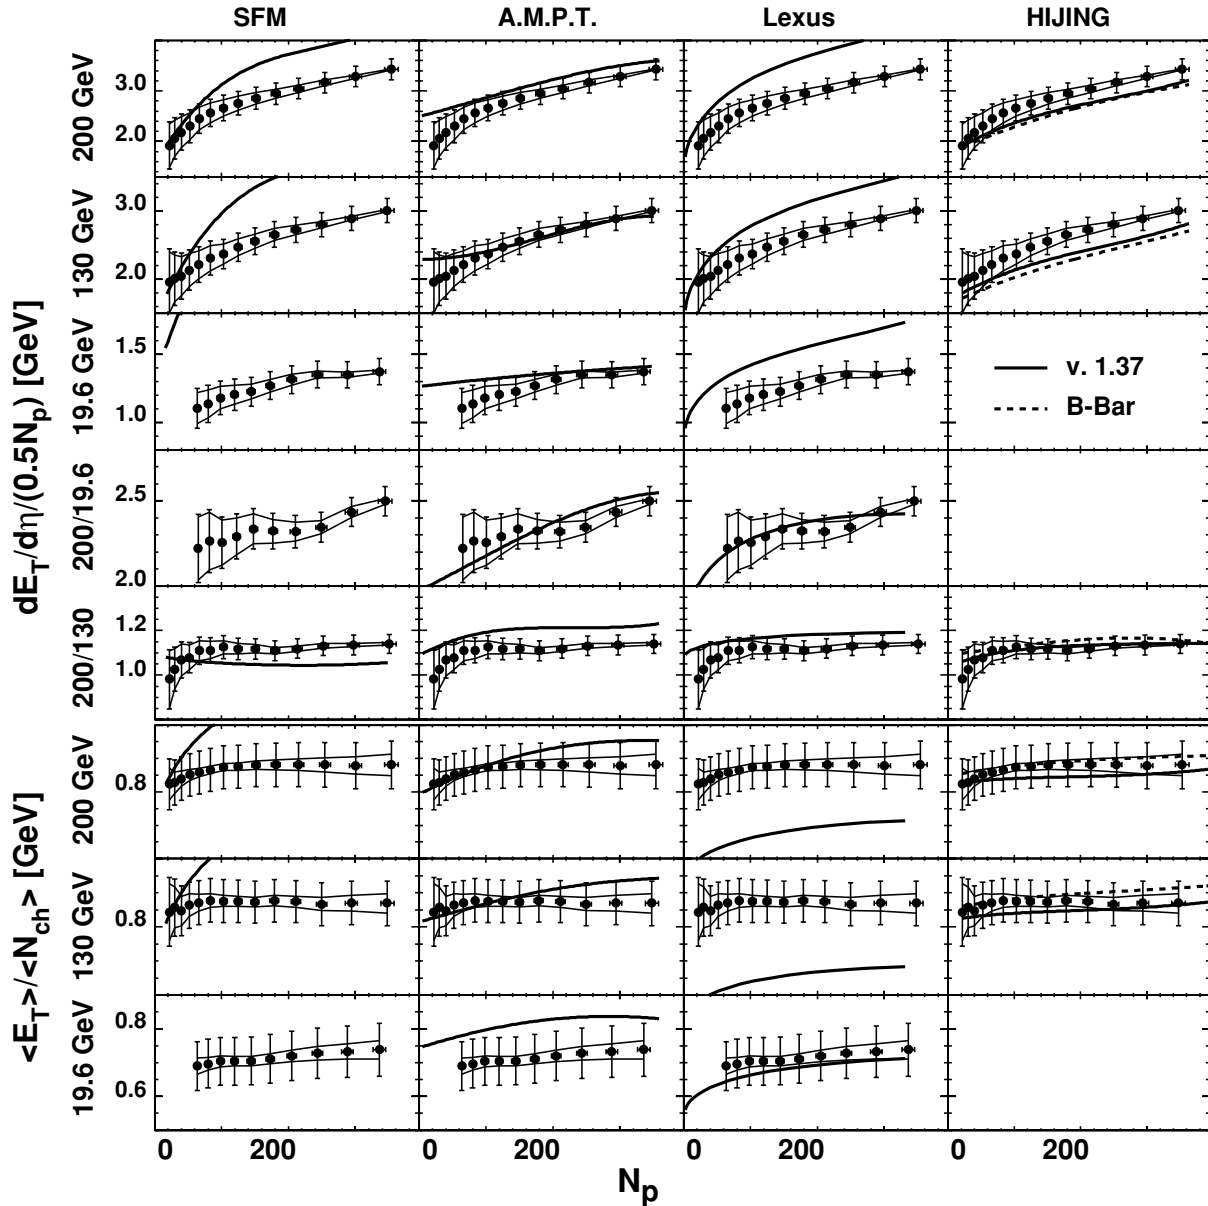 SFM A.M.P.T. Lexus HIJING
dE_T/dη/(0.5N_p) [GeV]
200 GeV
3.0
2.0
130 GeV
3.0
2.0
19.6 GeV
1.5
1.0
v. 1.37
B-Bar
200/19.6
2.5
2.0
200/130
1.2
1.0
<E_T>/<N_ch> [GeV]
200 GeV
0.8
130 GeV
0.8
19.6 GeV
0.8
0.6
0 200 0 200 0 200 0 200
N_p